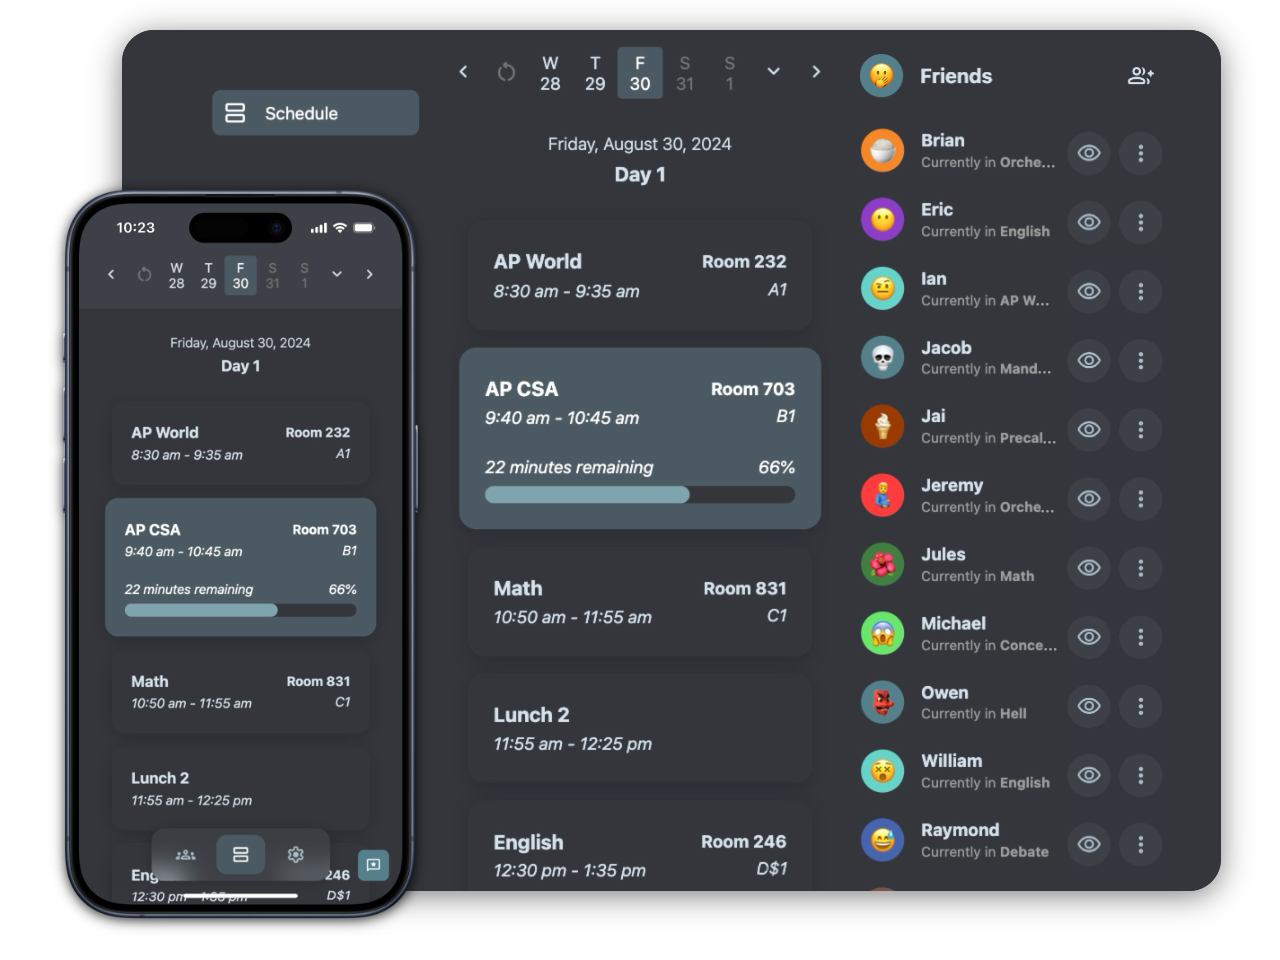 Schedule
W T F S S
28 29 30 31 1
Friday, August 30, 2024
Day 1
AP World Room 232
8:30 am - 9:35 am A1
AP CSA Room 703
9:40 am - 10:45 am B1
22 minutes remaining 66%
Math Room 831
10:50 am - 11:55 am C1
Lunch 2
11:55 am - 12:25 pm
English Room 246
12:30 pm - 1:35 pm D$1
Friends
Brian
Currently in Orche...
Eric
Currently in English
Ian
Currently in AP W...
Jacob
Currently in Mand...
Jai
Currently in Precal...
Jeremy
Currently in Orche...
Jules
Currently in Math
Michael
Currently in Conce...
Owen
Currently in Hell
William
Currently in English
Raymond
Currently in Debate
10:23
W T F S S
28 29 30 31 1
Friday, August 30, 2024
Day 1
AP World Room 232
8:30 am - 9:35 am A1
AP CSA Room 703
9:40 am - 10:45 am B1
22 minutes remaining 66%
Math Room 831
10:50 am - 11:55 am C1
Lunch 2
11:55 am - 12:25 pm
Eng 246
12:30 pm - 1:35 pm D$1